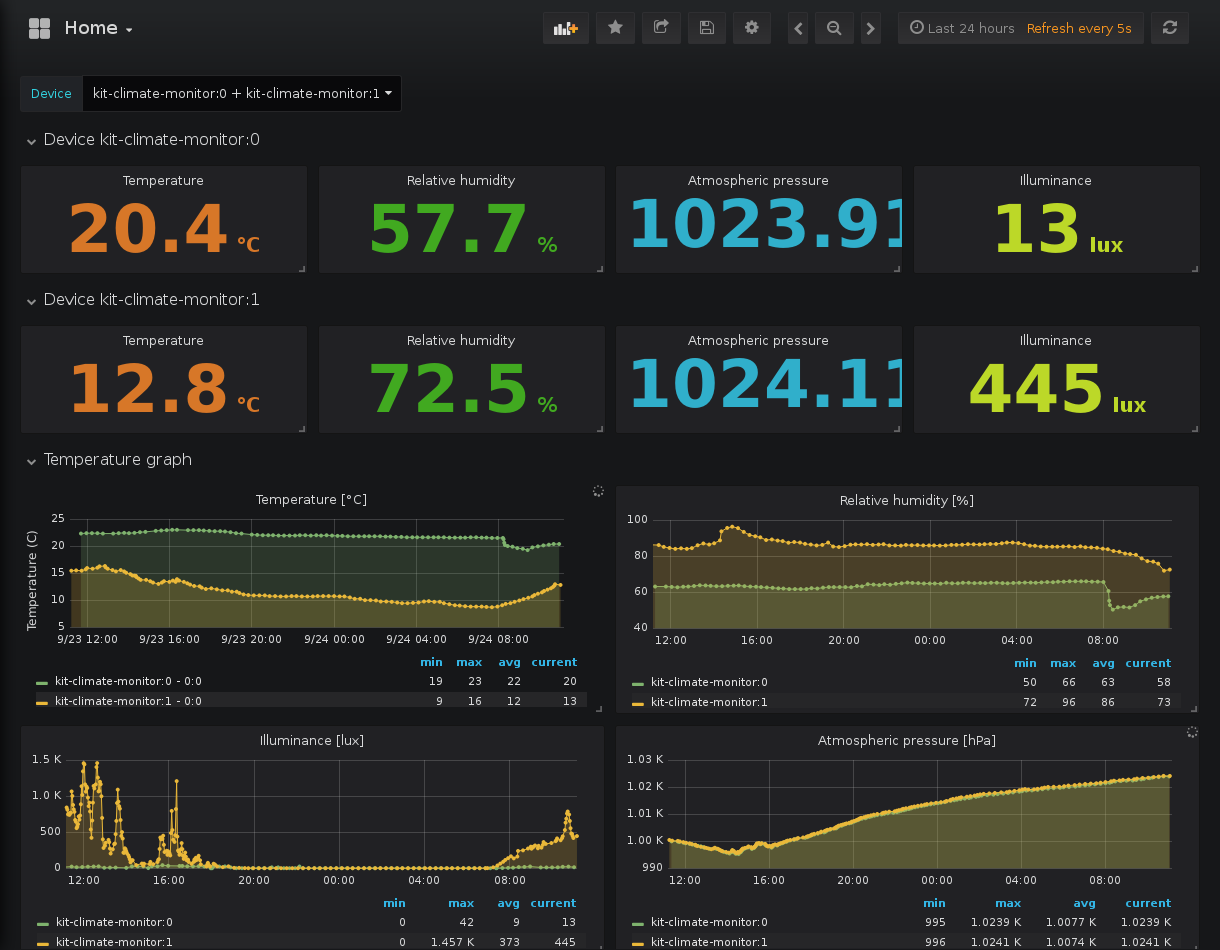 Home
Last 24 hours Refresh every 5s
Device kit-climate-monitor:0 + kit-climate-monitor:1
Device kit-climate-monitor:0
Temperature Relative humidity Atmospheric pressure Illuminance
20.4 °C 57.7 % 1023.91 13 lux
Device kit-climate-monitor:1
Temperature Relative humidity Atmospheric pressure Illuminance
12.8 °C 72.5 % 1024.11 445 lux
Temperature graph
Temperature [°C]
Temperature (C)
25
20
15
10
5
9/23 12:00 9/23 16:00 9/23 20:00 9/24 00:00 9/24 04:00 9/24 08:00
min max avg current
kit-climate-monitor:0 - 0:0 19 23 22 20
kit-climate-monitor:1 - 0:0 9 16 12 13
Relative humidity [%]
100
80
60
40
12:00 16:00 20:00 00:00 04:00 08:00
min max avg current
kit-climate-monitor:0 50 66 63 58
kit-climate-monitor:1 72 96 86 73
Illuminance [lux]
1.5 K
1.0 K
500
0
12:00 16:00 20:00 00:00 04:00 08:00
min max avg current
kit-climate-monitor:0 0 42 9 13
kit-climate-monitor:1 0 1.457 K 373 445
Atmospheric pressure [hPa]
1.03 K
1.02 K
1.01 K
1.00 K
990
12:00 16:00 20:00 00:00 04:00 08:00
min max avg current
kit-climate-monitor:0 995 1.0239 K 1.0077 K 1.0239 K
kit-climate-monitor:1 996 1.0241 K 1.0074 K 1.0241 K